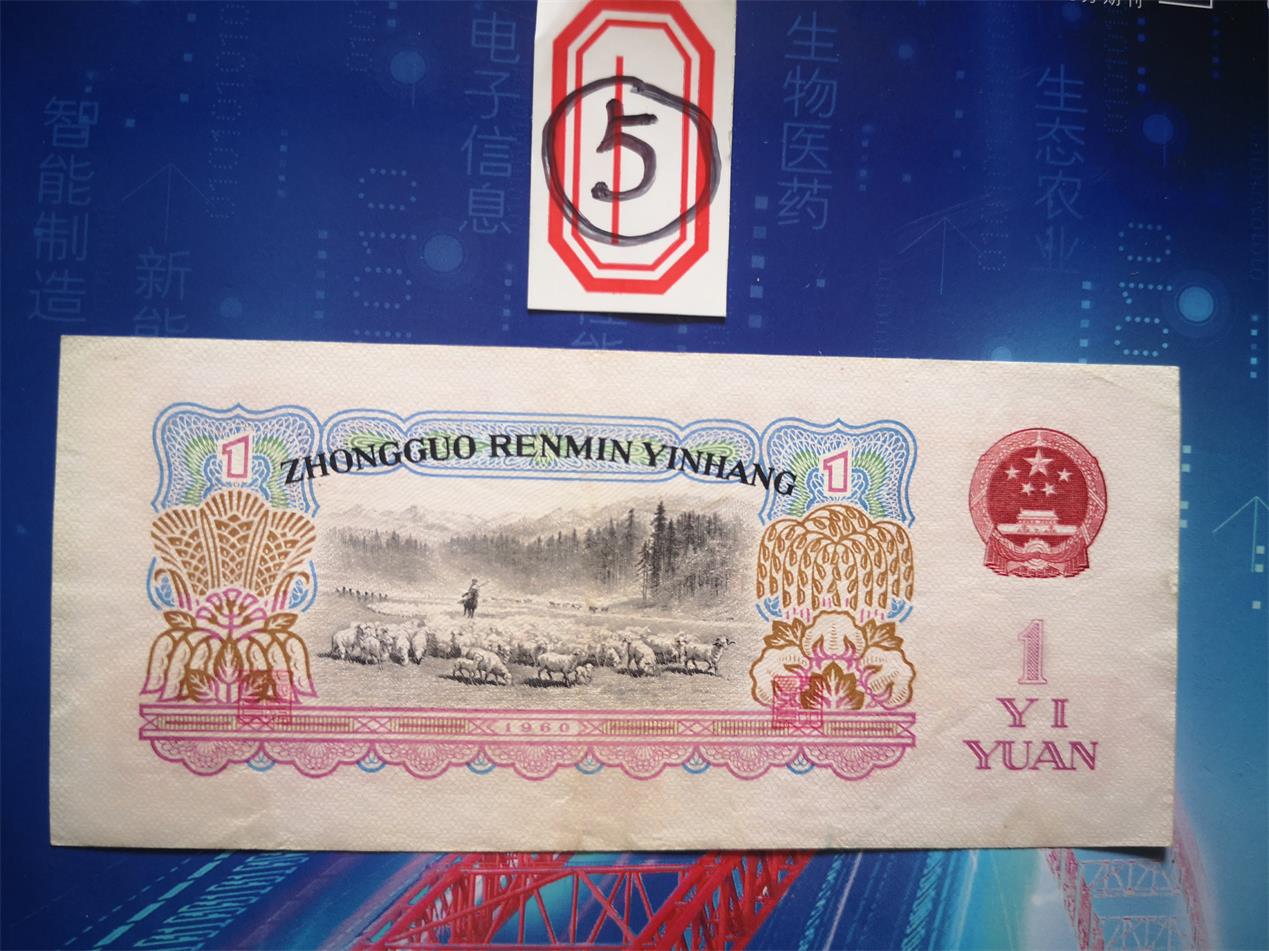 智能制造
新能
电子信息
生物医药
生态农业
5
1
ZHONGGUO RENMIN YINHANG
1
1960
1
YI
YUAN